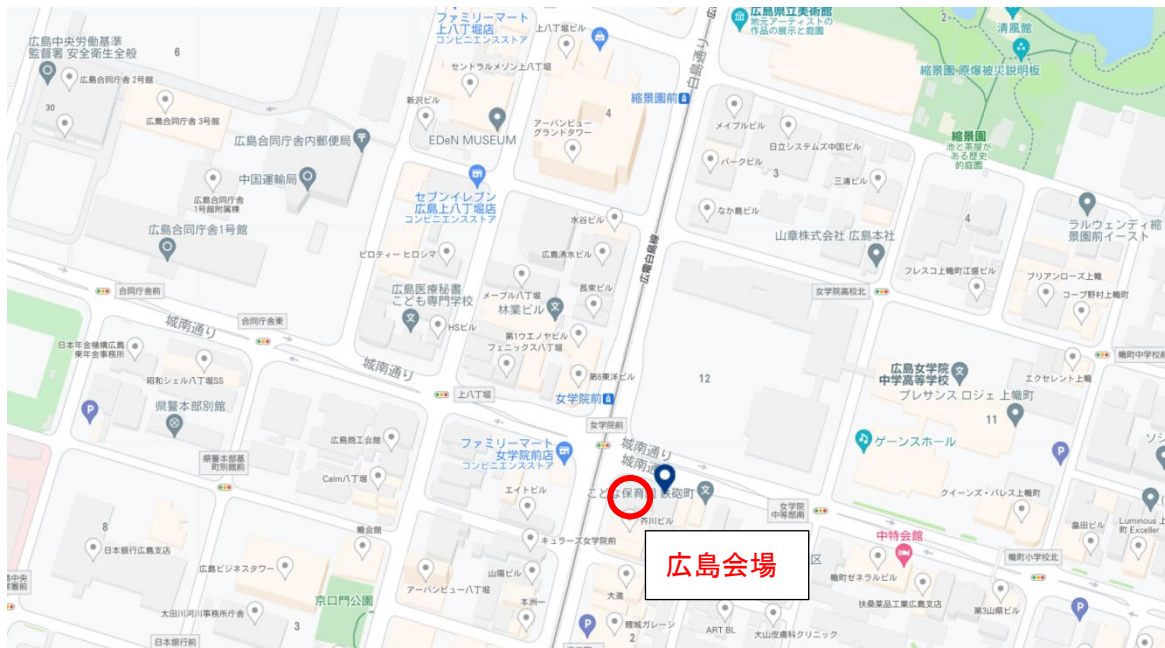 ファミリーマート
上八丁堀店
コンビニエンスストア
上八丁堀ビル
広島県立美術館
地元アーティストの
作品の展示と庭園
2
清風館
縮景園 原爆被災説明板
広島中央労働基準
監督署 安全衛生全般
6
広島合同庁舎 2号館
セントラルメゾン上八丁堀
白島通り
30
広島合同庁舎 3号館
新沢ビル
縮景園前
4
メイプルビル
広島合同庁舎内郵便局
EDeN MUSEUM
アーバンビュー
グランドタワー
日立システムズ中国ビル
縮景園
池と茶屋が
ある歴史
的庭園
パークビル
3
中国運輸局
三浦ビル
広島合同庁舎
1号館附属棟
セブンイレブン
広島上八丁堀店
コンビニエンスストア
なか島ビル
4
水谷ビル
広島合同庁舎1号館
山章株式会社 広島本社
ラルウェンディ縮
景園前イースト
ピロティー ヒロシマ
広島清水ビル
広電白島線
フレスコ上幟町江盛ビル
ブリアンローズ上幟
合同庁舎前
広島医療秘書
こども専門学校
メープル八丁堀
長束ビル
女学院高校北
コープ野村上幟町
林業ビル
城南通り
合同庁舎東
HSビル
第1ウエノヤビル
フェニックス八丁堀
日本年金機構広島
東年金事務所
城南通り
幟町中学校
昭和シェル八丁堀SS
第6東洋ビル
12
広島女学院
中学高等学校
エクセレント上幟
上八丁堀
女学院前
プレサンス ロジェ 上幟町
県警本部別館
11
P
女学院前
広島商工会館
ファミリーマート
女学院前店
コンビニエンスストア
城南通り
ゲーンスホール
P
県警本部基
町別館前
城南通
Calm八丁堀
エイトビル
こどな保育園 鉄砲町
クイーンズ・パレス上幟町
女学院
中等部南
8
幟会館
キュラーズ女学院前
芥川ビル
中特会館
畠田ビル
Luminous 上
町 Exceller
日本銀行広島支店
広島会場
区
幟町小学校北
広島ビジネスタワー
山陽ビル
幟町ゼネラルビル
京口門公園
アーバンビュー八丁堀
大進
扶桑薬品工業広島支店
太田川河川事務所庁舎
本洲一
第3山県ビル
P
3
P
鯉城ガレージ
ART BL
大山皮膚科クリニック
日本銀行前
2